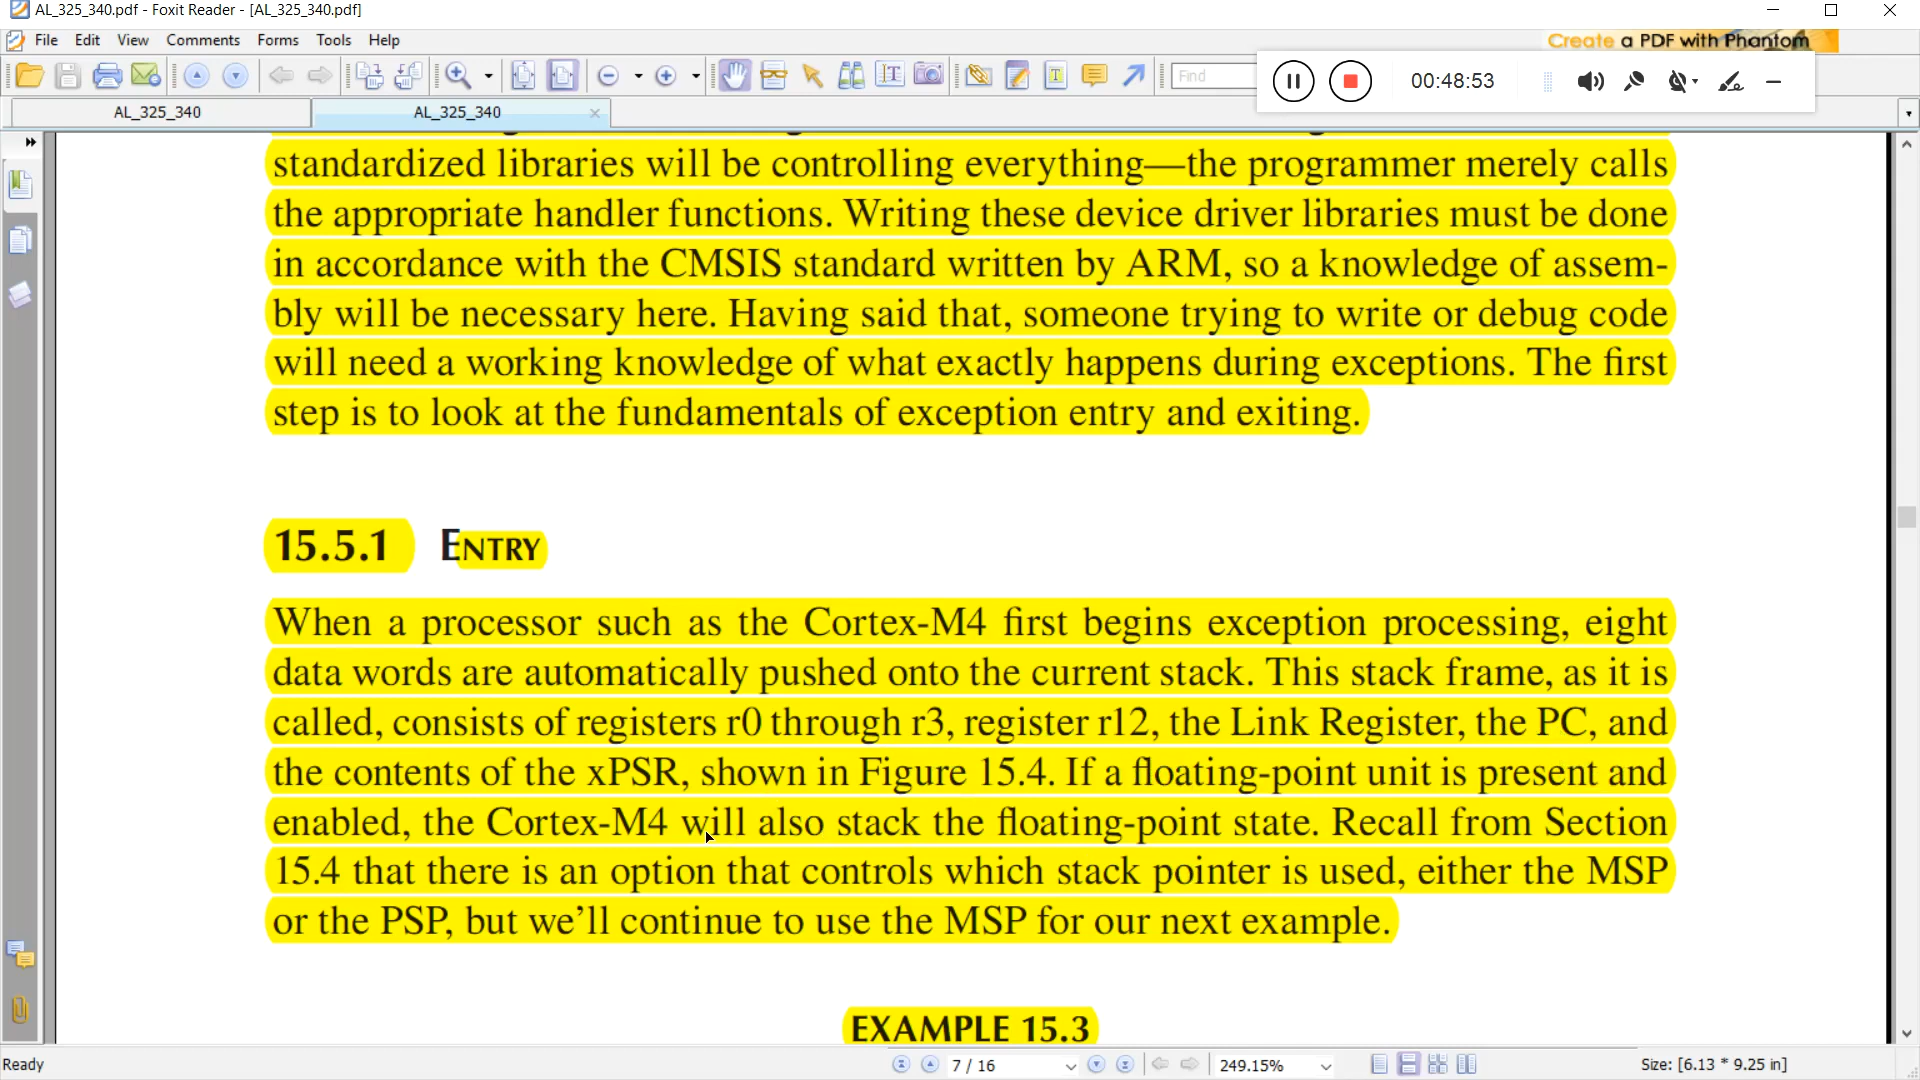 AL_325_340.pdf - Foxit Reader - [AL_325_340.pdf]
File Edit View Comments Forms Tools Help
Create a PDF with Phantom
Find
00:48:53
AL_325_340 AL_325_340
standardized libraries will be controlling everything—the programmer merely calls
the appropriate handler functions. Writing these device driver libraries must be done
in accordance with the CMSIS standard written by ARM, so a knowledge of assem-
bly will be necessary here. Having said that, someone trying to write or debug code
will need a working knowledge of what exactly happens during exceptions. The first
step is to look at the fundamentals of exception entry and exiting.
15.5.1 ENTRY
When a processor such as the Cortex-M4 first begins exception processing, eight
data words are automatically pushed onto the current stack. This stack frame, as it is
called, consists of registers r0 through r3, register r12, the Link Register, the PC, and
the contents of the xPSR, shown in Figure 15.4. If a floating-point unit is present and
enabled, the Cortex-M4 will also stack the floating-point state. Recall from Section
15.4 that there is an option that controls which stack pointer is used, either the MSP
or the PSP, but we’ll continue to use the MSP for our next example.
EXAMPLE 15.3
Ready 7 / 16 249.15% Size: [6.13 * 9.25 in]